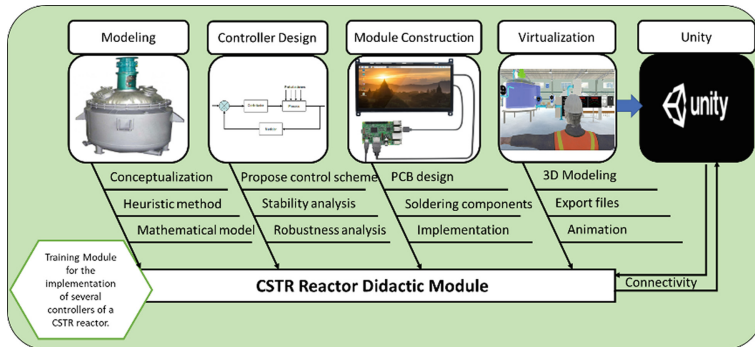 Modeling
Controller Design
Module Construction
Virtualization
Unity
unity
Conceptualization
Heuristic method
Mathematical model
Propose control scheme
Stability analysis
Robustness analysis
PCB design
Soldering components
Implementation
3D Modeling
Export files
Animation
Training Module
for the
implementation
of several
controllers of a
CSTR reactor.
CSTR Reactor Didactic Module
Connectivity